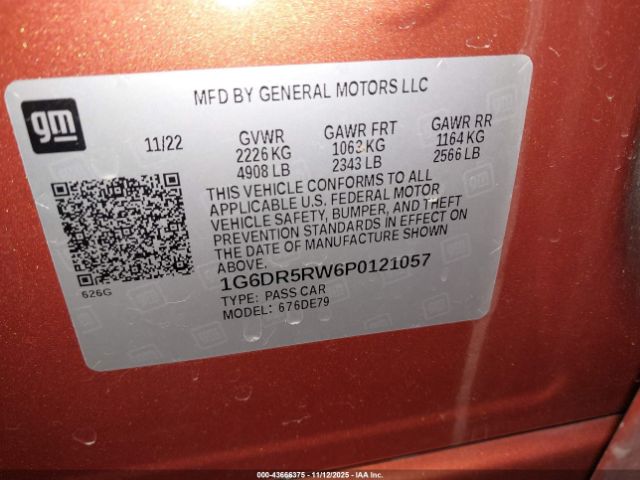 MFD BY GENERAL MOTORS LLC
gm
11/22 GVWR GAWR FRT GAWR RR
2226 KG 1063 KG 1164 KG
4908 LB 2343 LB 2566 LB
THIS VEHICLE CONFORMS TO ALL
APPLICABLE U.S. FEDERAL MOTOR
VEHICLE SAFETY, BUMPER, AND THEFT
PREVENTION STANDARDS IN EFFECT ON
THE DATE OF MANUFACTURE SHOWN
ABOVE.
626G
1G6DR5RW6P0121057
TYPE: PASS CAR
MODEL: 676DE79
000-43666375 - 11/12/2025 - IAAI.COM